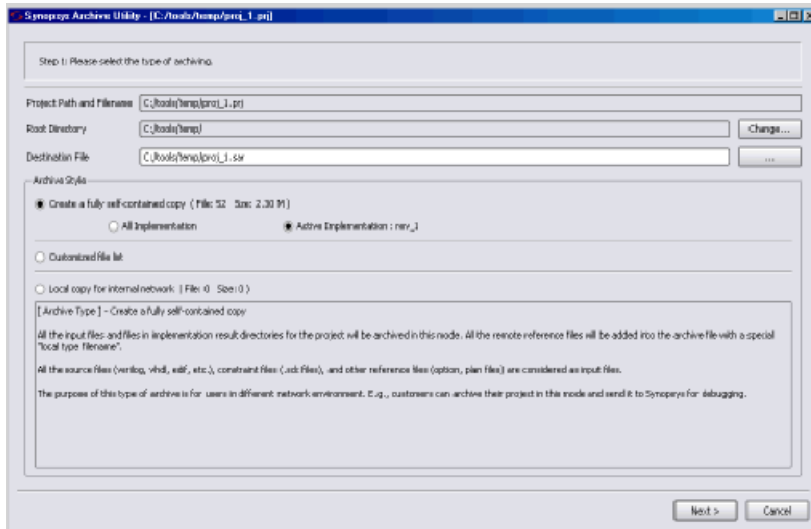 Synopsys Archive Utility - [C:/tools/temp/proj_1.prj]
Step 1: Please select the type of archiving.
Project Path and Filename C:/tools/temp/proj_1.prj
Root Directory C:/tools/temp/ Change...
Destination File C:/tools/temp/proj_1.sar ...
Archive Style
Create a fully self-contained copy ( File: 52 Size: 2.30 M )
All Implementation Active Implementation : rev_1
Customized file list
Local copy for internal network ( File: 0 Size: 0 )
[ Archive Type ] - Create a fully self-contained copy
All the input files and files in implementation result directories for the project will be archived in this mode. All the remote reference files will be added into the archive file with a special
"local type filename".
All the source files (verilog, vhdl, edif, etc.), constraint files (.sdc files), and other reference files (option, plan files) are considered as input files.
The purpose of this type of archive is for users in different network environment. E.g., customers can archive their project in this mode and send it to Synopsys for debugging.
Next > Cancel